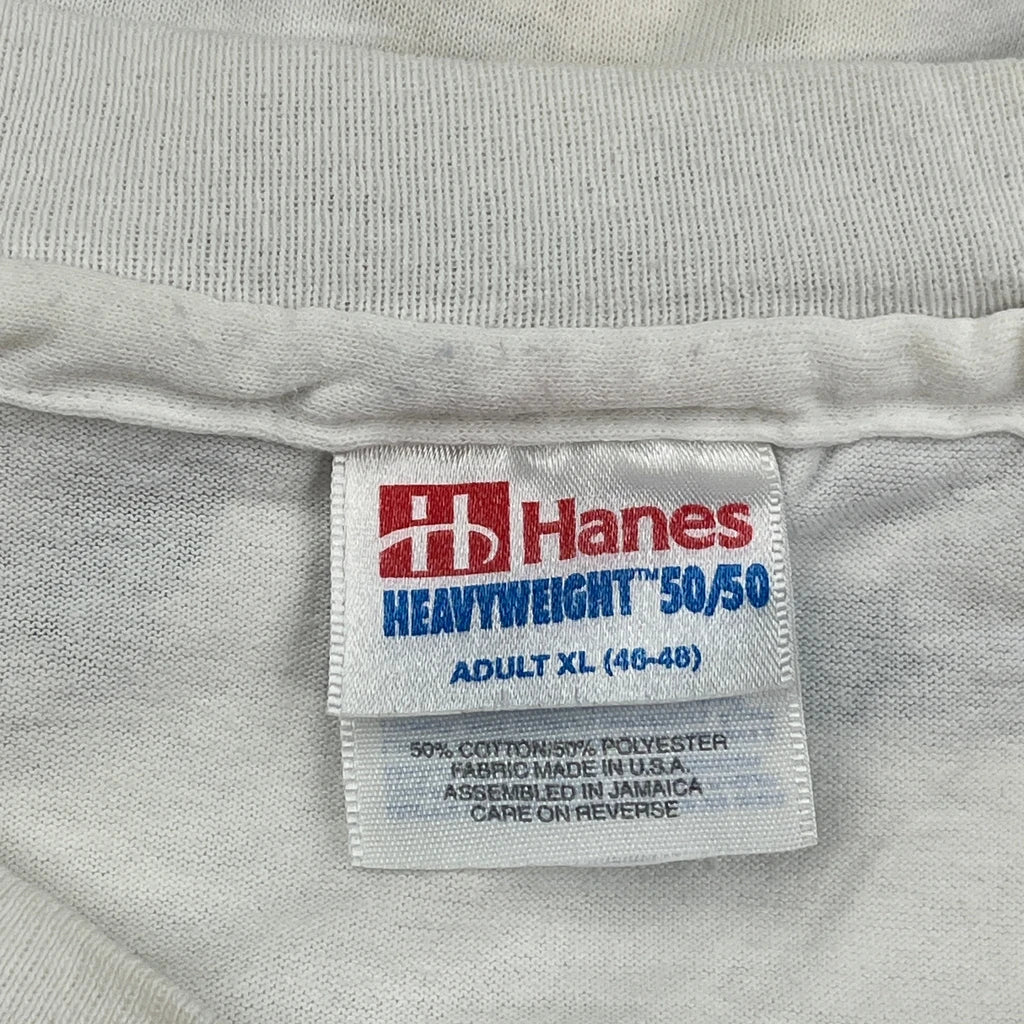 H Hanes
HEAVYWEIGHT™ 50/50
ADULT XL (46-48)
50% COTTON/50% POLYESTER
FABRIC MADE IN U.S.A.
ASSEMBLED IN JAMAICA
CARE ON REVERSE